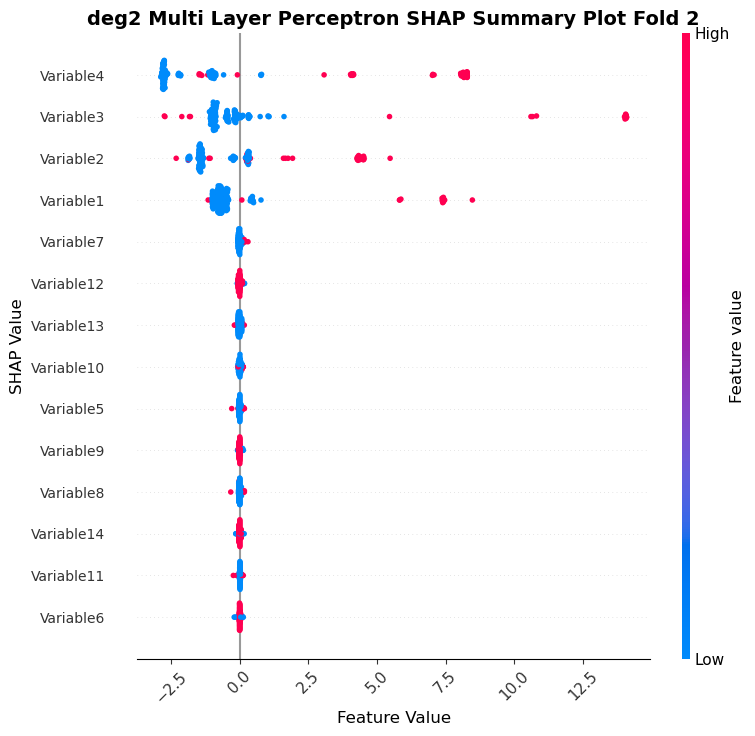 deg2 Multi Layer Perceptron SHAP Summary Plot Fold 2
High
Variable4
Variable3
Variable2
Variable1
Variable7
Variable12
Variable13
Variable10
Variable5
Variable9
Variable8
Variable14
Variable11
Variable6
SHAP Value
Feature value
Low
−2.5 0.0 2.5 5.0 7.5 10.0 12.5
Feature Value